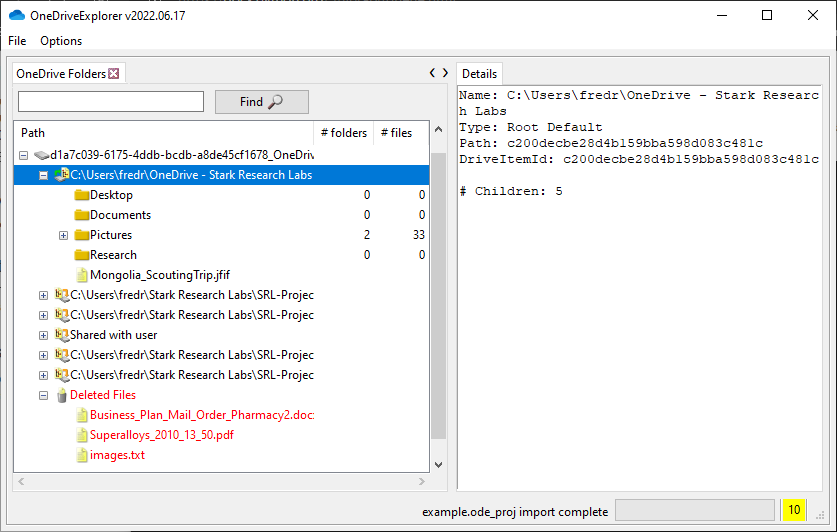 OneDriveExplorer v2022.06.17
File Options
OneDrive Folders
Details
Find
Path # folders # files
d1a7c039-6175-4ddb-bcdb-a8de45cf1678_OneDriv
C:\Users\fredr\OneDrive - Stark Research Labs
Desktop 0 0
Documents 0 0
Pictures 2 33
Research 0 0
Mongolia_ScoutingTrip.jfif
C:\Users\fredr\Stark Research Labs\SRL-Projec
C:\Users\fredr\Stark Research Labs\SRL-Projec
Shared with user
C:\Users\fredr\Stark Research Labs\SRL-Projec
C:\Users\fredr\Stark Research Labs\SRL-Projec
Deleted Files
Business_Plan_Mail_Order_Pharmacy2.doc
Superalloys_2010_13_50.pdf
images.txt
Name: C:\Users\fredr\OneDrive - Stark Researc
h Labs
Type: Root Default
Path: c200decbe28d4b159bba598d083c481c
DriveItemId: c200decbe28d4b159bba598d083c481c
# Children: 5
example.ode_proj import complete
10